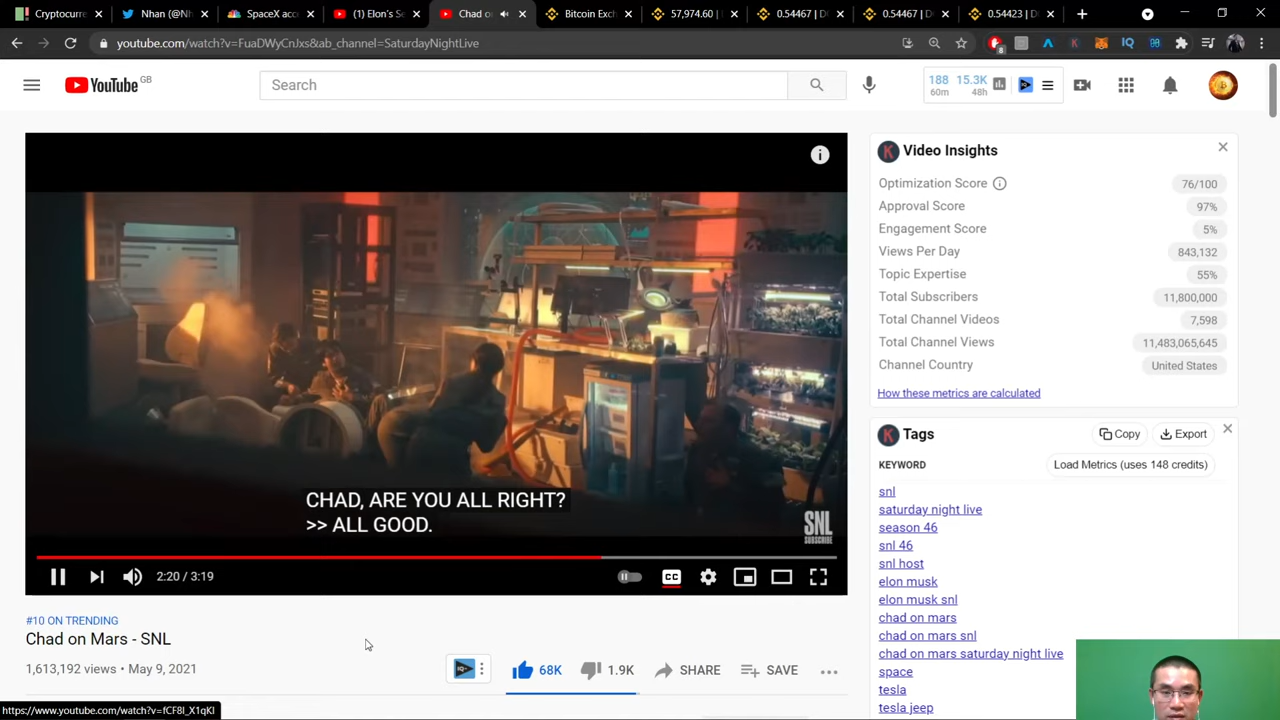 Cryptocurre
Nhan (@Nh
SpaceX acc
(1) Elon's Se
Chad o
Bitcoin Exch
57,974.60 |
0.54467 | D
0.54467 | D
0.54423 | D
youtube.com/watch?v=FuaDWyCnJxs&ab_channel=SaturdayNightLive
8
IQ
YouTube GB
Search
188
60m
15.3K
48h
CHAD, ARE YOU ALL RIGHT?
>> ALL GOOD.
SNL
SUBSCRIBE
2:20 / 3:19
CC
#10 ON TRENDING
Chad on Mars - SNL
1,613,192 views • May 9, 2021
68K
1.9K
SHARE
SAVE
https://www.youtube.com/watch?v=fCF8I_X1qKI
K Video Insights
Optimization Score 76/100
Approval Score 97%
Engagement Score 5%
Views Per Day 843,132
Topic Expertise 55%
Total Subscribers 11,800,000
Total Channel Videos 7,598
Total Channel Views 11,483,065,645
Channel Country United States
How these metrics are calculated
K Tags
Copy
Export
KEYWORD
Load Metrics (uses 148 credits)
snl
saturday night live
season 46
snl 46
snl host
elon musk
elon musk snl
chad on mars
chad on mars snl
chad on mars saturday night live
space
tesla
tesla jeep